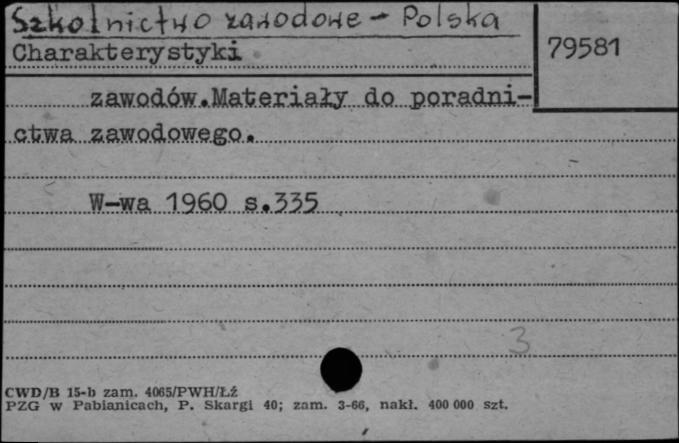 Szkolnictwo zawodowe - Polska
Charakterystyki
79581
zawodów.Materiały do poradni-
ctwa zawodowego.
W-wa 1960 s.335
3
CWD/B 15-b zam. 4065/PWH/Łź
PZG w Pabianicach, P. Skargi 40; zam. 3-66, nakł. 400 000 szt.